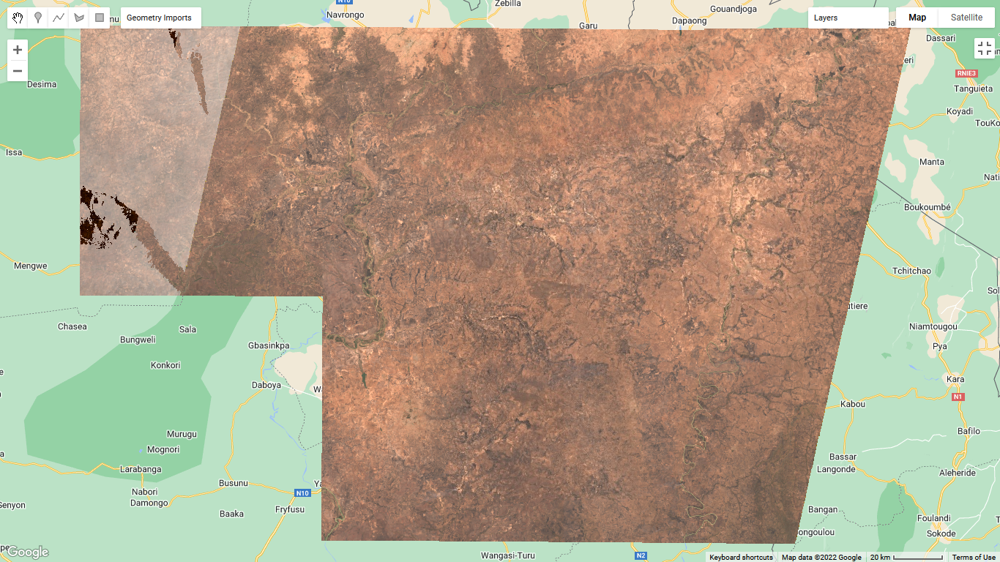 Navrongo
N10
Zebilla
Garu
Gouandjoga
Dapaong
Geometry Imports
Layers
Map
Satellite
Dassari
RNIE3
Tanguieta
Koyadi
TouKo
Desima
Issa
Manta
Nati
Boukoumbé
Mengwe
Tchitchao
Sol
utiere
Niamtougou
Pya
Chasea
Sala
Bungweli
Gbasinkpa
Konkori
Daboya
W
Kara
N1
Kabou
Bafilo
Murugu
Mognori
Bassar
Langonde
Aleheride
Larabanga
Busunu
Ya
Nabori
Damongo
N10
Senyon
Baaka
Fryfusu
Bangan
ongoulou
Foulandi
Sokode
Wangasi-Turu
N2
Google
Keyboard shortcuts
Map data ©2022 Google
20 km
Terms of Use